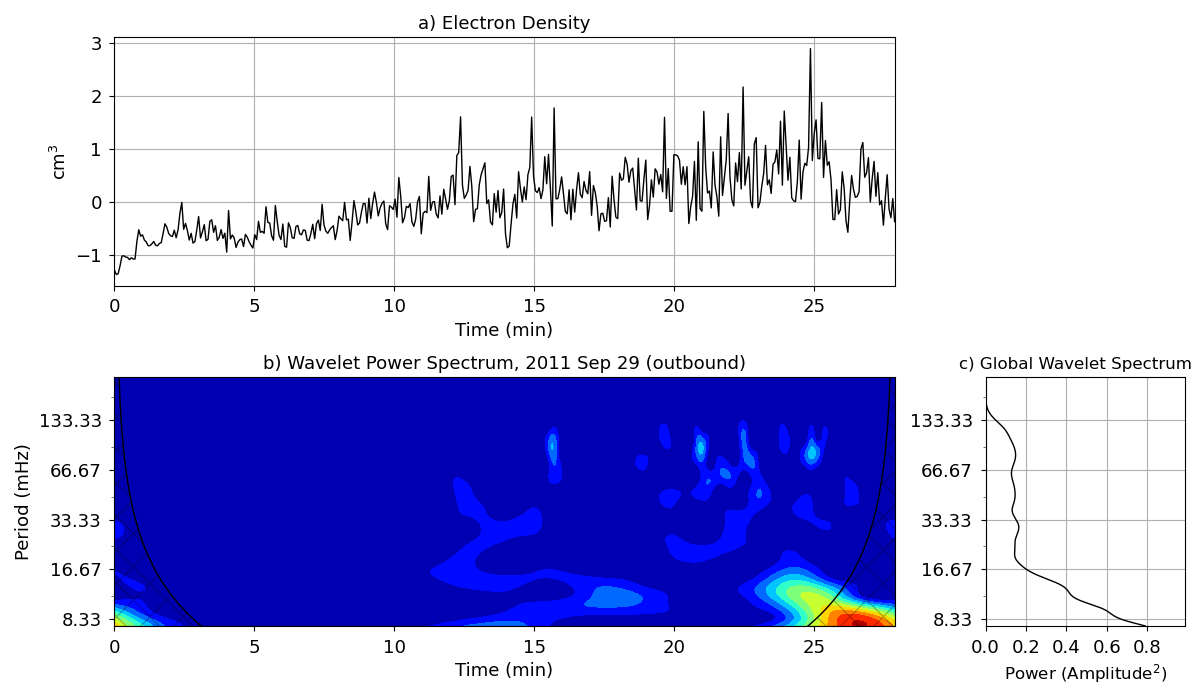 a) Electron Density
cm³
3
2
1
0
−1
0 5 10 15 20 25
Time (min)
b) Wavelet Power Spectrum, 2011 Sep 29 (outbound)
Period (mHz)
133.33
66.67
33.33
16.67
8.33
0 5 10 15 20 25
Time (min)
c) Global Wavelet Spectrum
133.33
66.67
33.33
16.67
8.33
0.0 0.2 0.4 0.6 0.8
Power (Amplitude²)